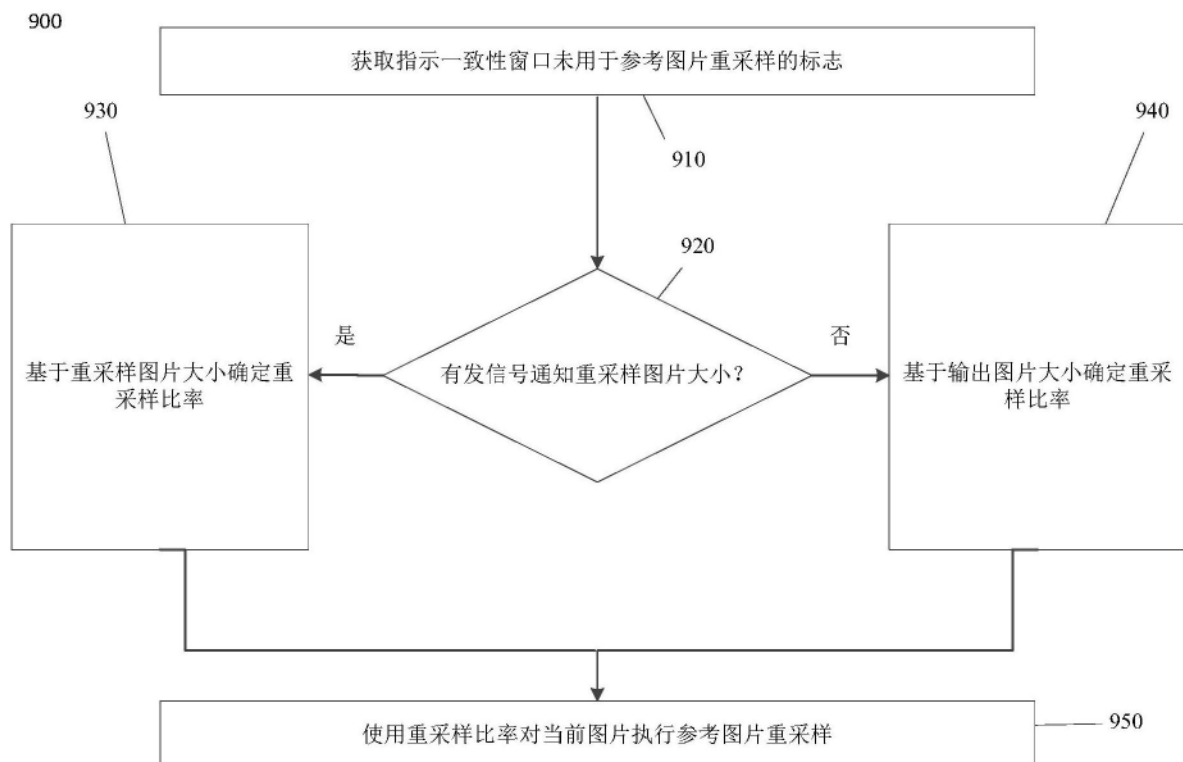 900
获取指示一致性窗口未用于参考图片重采样的标志
930
940
910
920
是
否
基于重采样图片大小确定重
采样比率
有发信号通知重采样图片大小？
基于输出图片大小确定重采
样比率
使用重采样比率对当前图片执行参考图片重采样
950